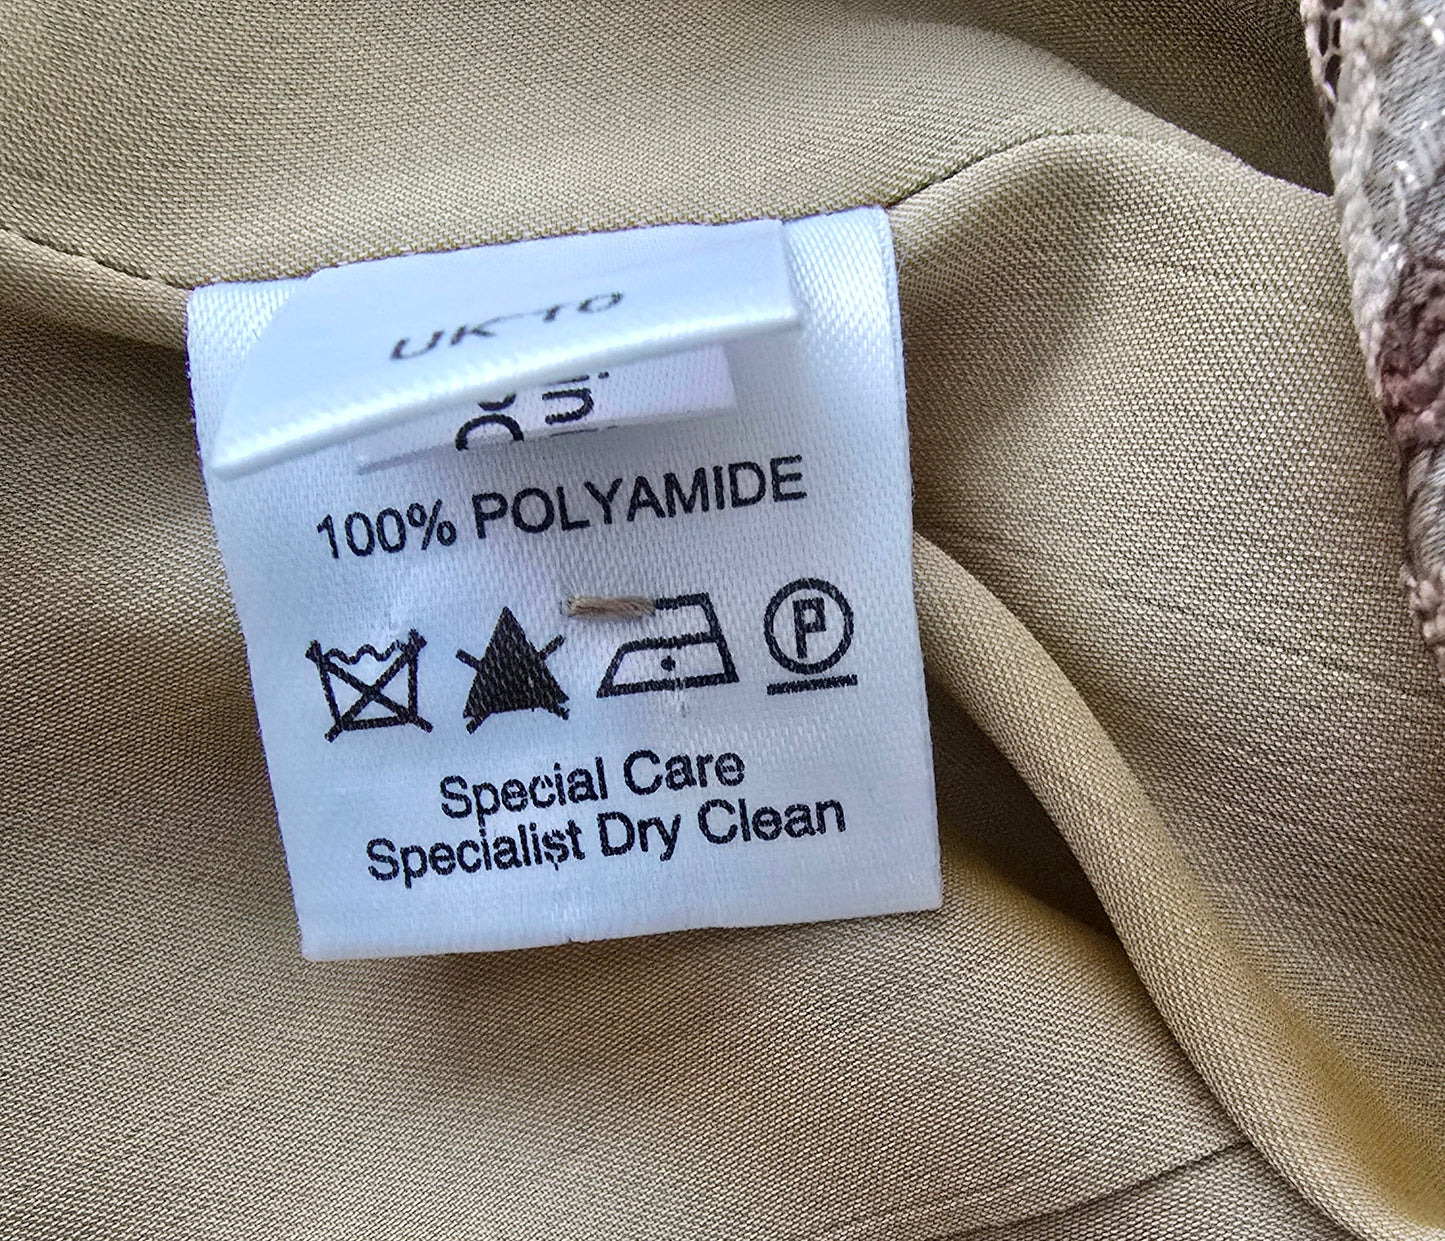 UK 10
100% POLYAMIDE
P
Special Care
Specialist Dry Clean